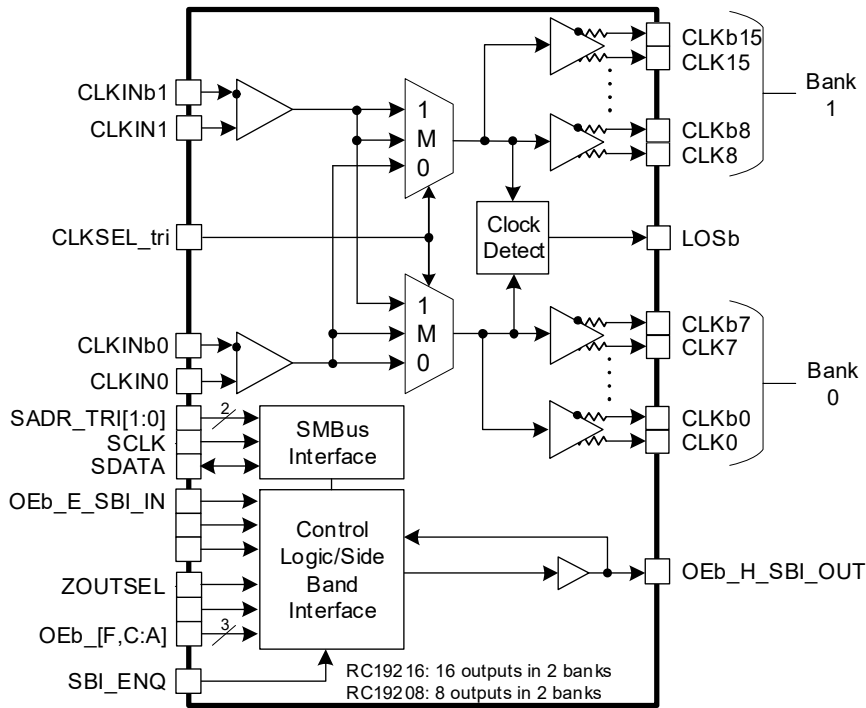 CLKb15
CLK15
Bank
1
CLKb8
CLK8
CLKINb1
CLKIN1
1
M
0
CLKSEL_tri
Clock
Detect
LOSb
1
M
0
CLKINb0
CLKIN0
CLKb7
CLK7
Bank
0
CLKb0
CLK0
SADR_TRI[1:0]
2
SCLK
SDATA
SMBus
Interface
OEb_E_SBI_IN
Control
Logic/Side
Band
Interface
ZOUTSEL
OEb_[F,C:A]
3
SBI_ENQ
OEb_H_SBI_OUT
RC19216: 16 outputs in 2 banks
RC19208: 8 outputs in 2 banks